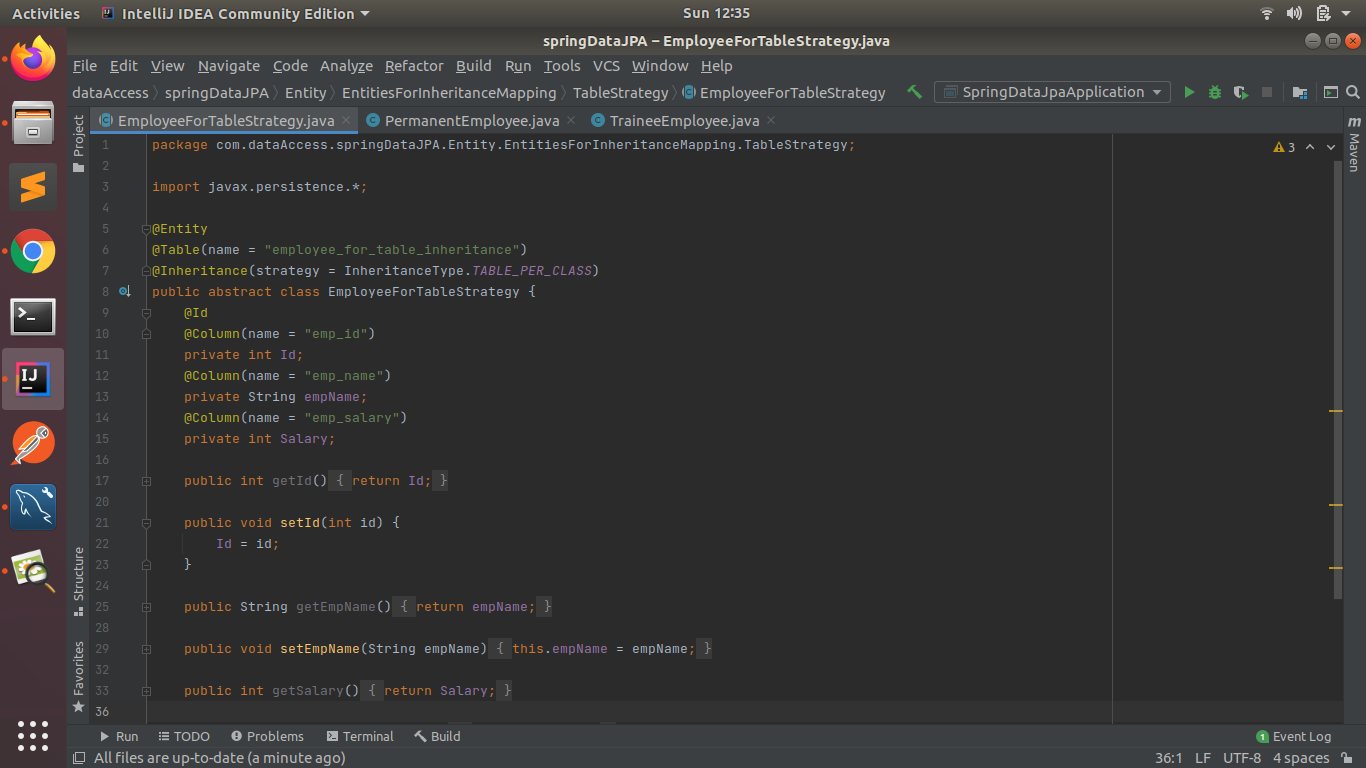 Activities IntelliJ IDEA Community Edition Sun 12:35
springDataJPA – EmployeeForTableStrategy.java
File Edit View Navigate Code Analyze Refactor Build Run Tools VCS Window Help
dataAccess springDataJPA Entity EntitiesForInheritanceMapping TableStrategy EmployeeForTableStrategy SpringDataJpaApplication
EmployeeForTableStrategy.java PermanentEmployee.java TraineeEmployee.java
Project
Structure
Favorites
m Maven
3
1 package com.dataAccess.springDataJPA.Entity.EntitiesForInheritanceMapping.TableStrategy;
2
3 import javax.persistence.*;
4
5 @Entity
6 @Table(name = "employee_for_table_inheritance")
7 @Inheritance(strategy = InheritanceType.TABLE_PER_CLASS)
8 public abstract class EmployeeForTableStrategy {
9 @Id
10 @Column(name = "emp_id")
11 private int Id;
12 @Column(name = "emp_name")
13 private String empName;
14 @Column(name = "emp_salary")
15 private int Salary;
16
17 public int getId() { return Id; }
20
21 public void setId(int id) {
22 Id = id;
23 }
24
25 public String getEmpName() { return empName; }
28
29 public void setEmpName(String empName) { this.empName = empName; }
32
33 public int getSalary() { return Salary; }
36
Run TODO Problems Terminal Build 1 Event Log
All files are up-to-date (a minute ago) 36:1 LF UTF-8 4 spaces